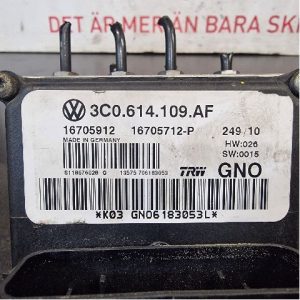 DET ÄR MER ÄN BARA SK
3C0.614.109.AF
16705912 16705712-P 249 10
MADE IN GERMANY HW:026
SW:0015
TRW GNO
*K03 GNO6183053L*